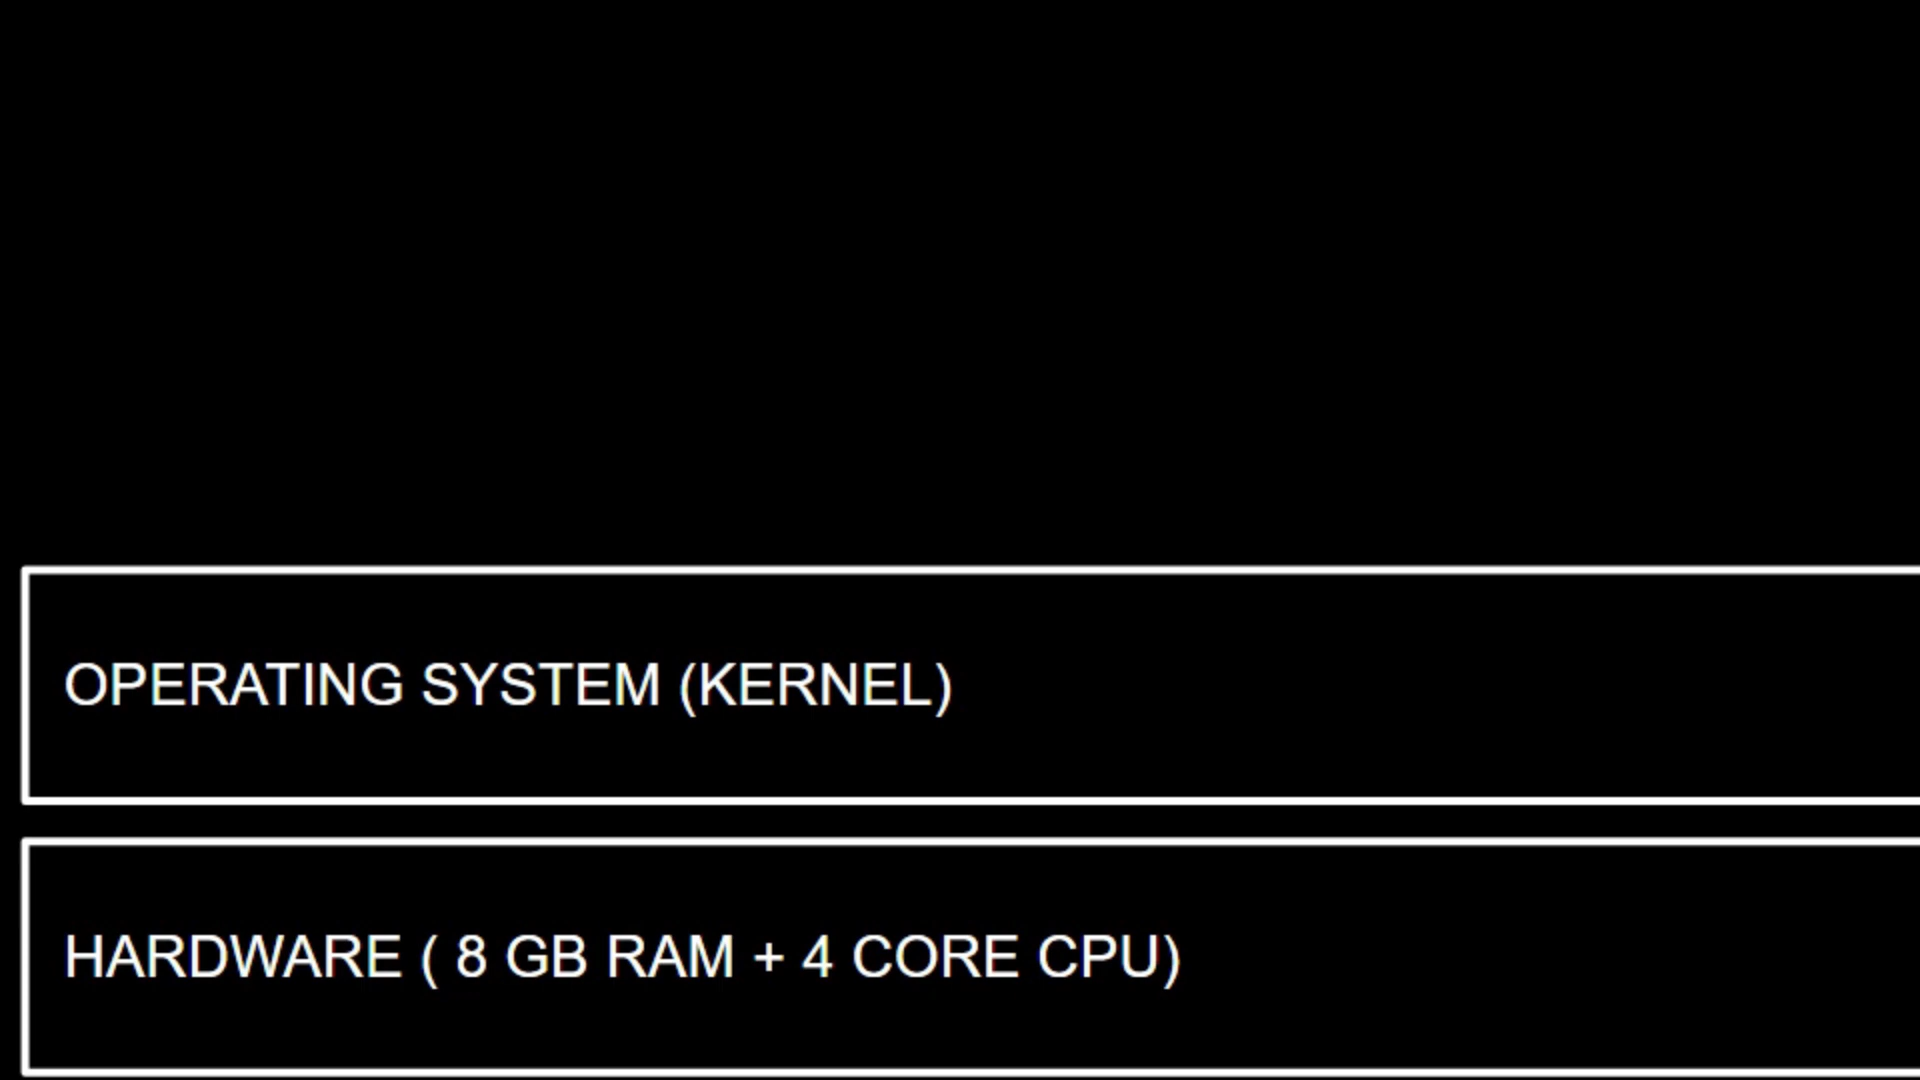 OPERATING SYSTEM (KERNEL)
HARDWARE ( 8 GB RAM + 4 CORE CPU)